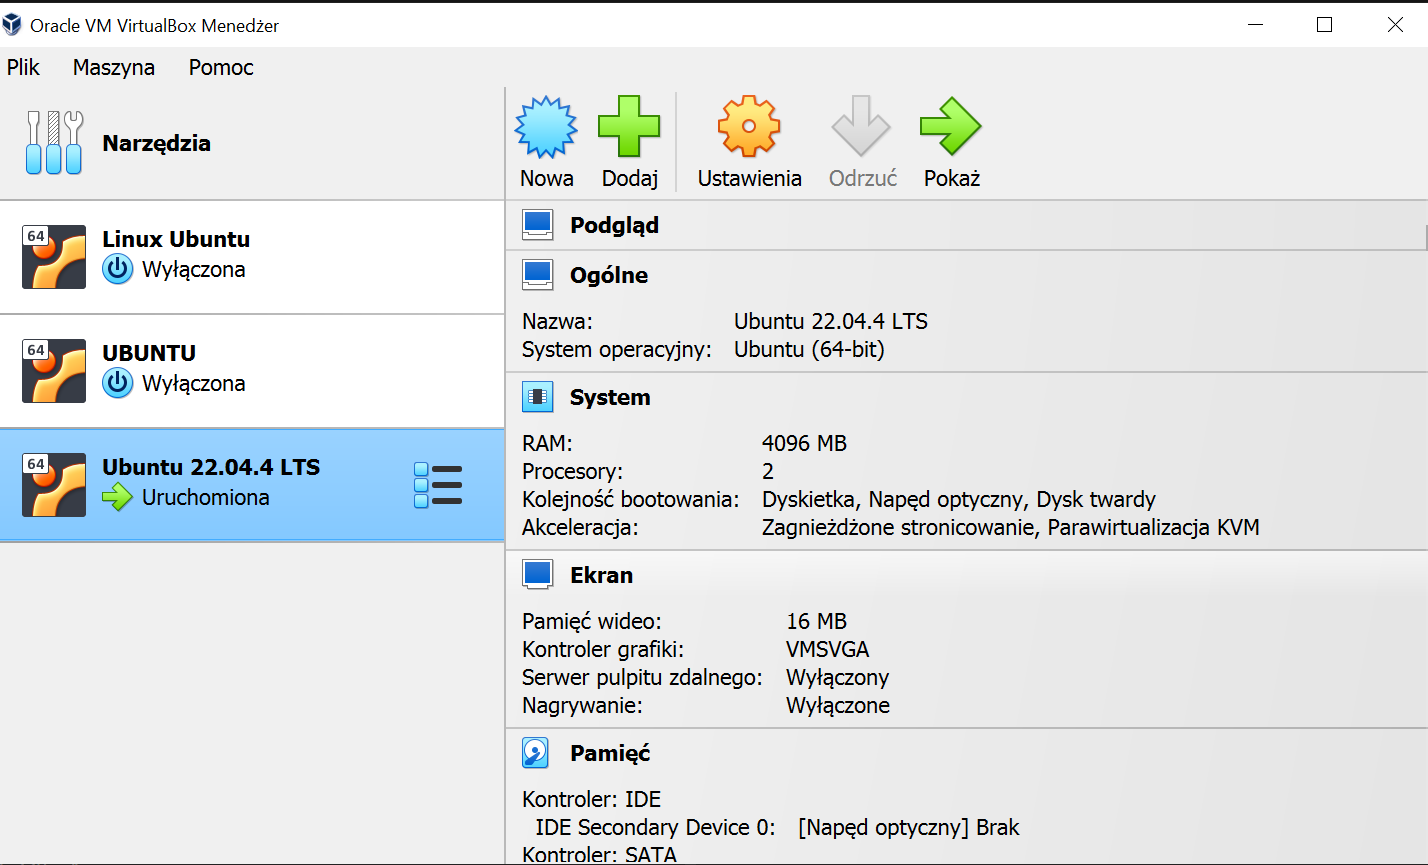 Oracle VM VirtualBox Menedżer
Plik Maszyna Pomoc
Narzędzia
Nowa Dodaj Ustawienia Odrzuć Pokaż
64
Linux Ubuntu
Wyłączona
64
UBUNTU
Wyłączona
64
Ubuntu 22.04.4 LTS
Uruchomiona
Podgląd
Ogólne
Nazwa: Ubuntu 22.04.4 LTS
System operacyjny: Ubuntu (64-bit)
System
RAM: 4096 MB
Procesory: 2
Kolejność bootowania: Dyskietka, Napęd optyczny, Dysk twardy
Akceleracja: Zagnieżdżone stronicowanie, Parawirtualizacja KVM
Ekran
Pamięć wideo: 16 MB
Kontroler grafiki: VMSVGA
Serwer pulpitu zdalnego: Wyłączony
Nagrywanie: Wyłączone
Pamięć
Kontroler: IDE
IDE Secondary Device 0: [Napęd optyczny] Brak
Kontroler: SATA